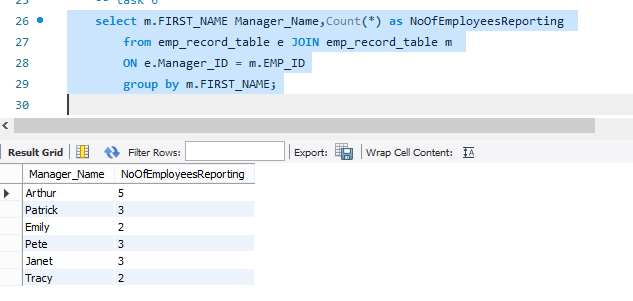 25 -- task 6
26 select m.FIRST_NAME Manager_Name,Count(*) as NoOfEmployeesReporting
27 from emp_record_table e JOIN emp_record_table m
28 ON e.Manager_ID = m.EMP_ID
29 group by m.FIRST_NAME;
30
Result Grid Filter Rows: Export: Wrap Cell Content:
Manager_Name NoOfEmployeesReporting
Arthur 5
Patrick 3
Emily 2
Pete 3
Janet 3
Tracy 2